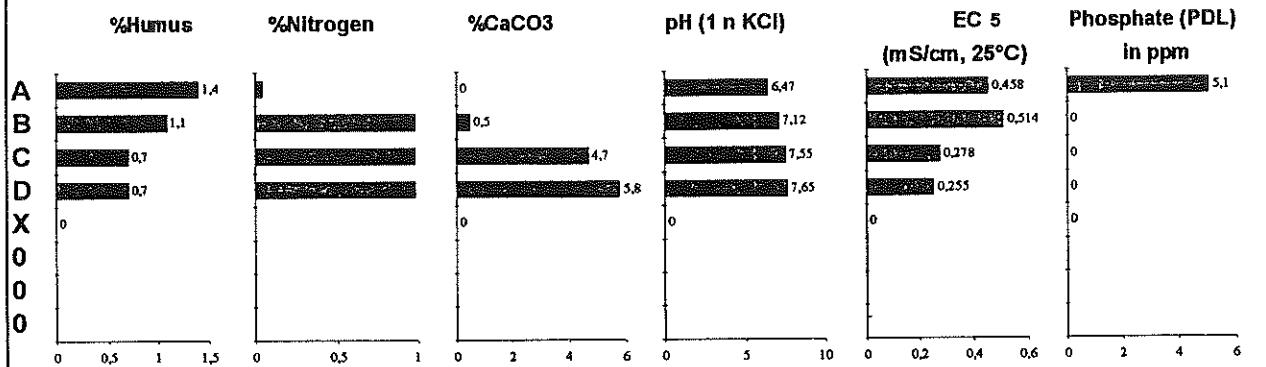 %Humus %Nitrogen %CaCO3 pH (1 n KCl) EC 5 Phosphate (PDL)
(mS/cm, 25°C) in ppm
A 1,4 0 6,47 0,458 5,1
B 1,1 0,5 7,12 0,514 0
C 0,7 4,7 7,55 0,278 0
D 0,7 5,8 7,65 0,255 0
X 0 0 0 0 0
0
0
0
0 0,5 1 1,5 0 0,5 1 0 2 4 6 0 5 10 0 0,2 0,4 0,6 0 2 4 6